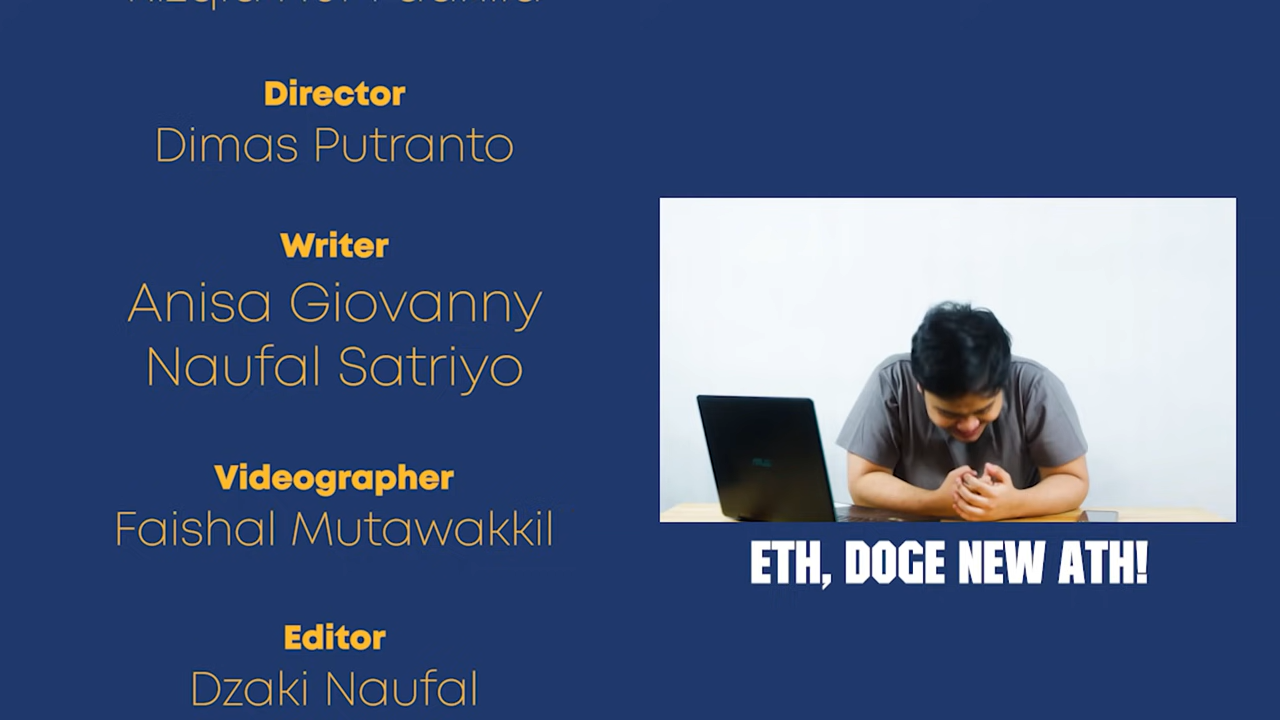 Director
Dimas Putranto
Writer
Anisa Giovanny
Naufal Satriyo
Videographer
Faishal Mutawakkil
Editor
Dzaki Naufal
ETH, DOGE NEW ATH!